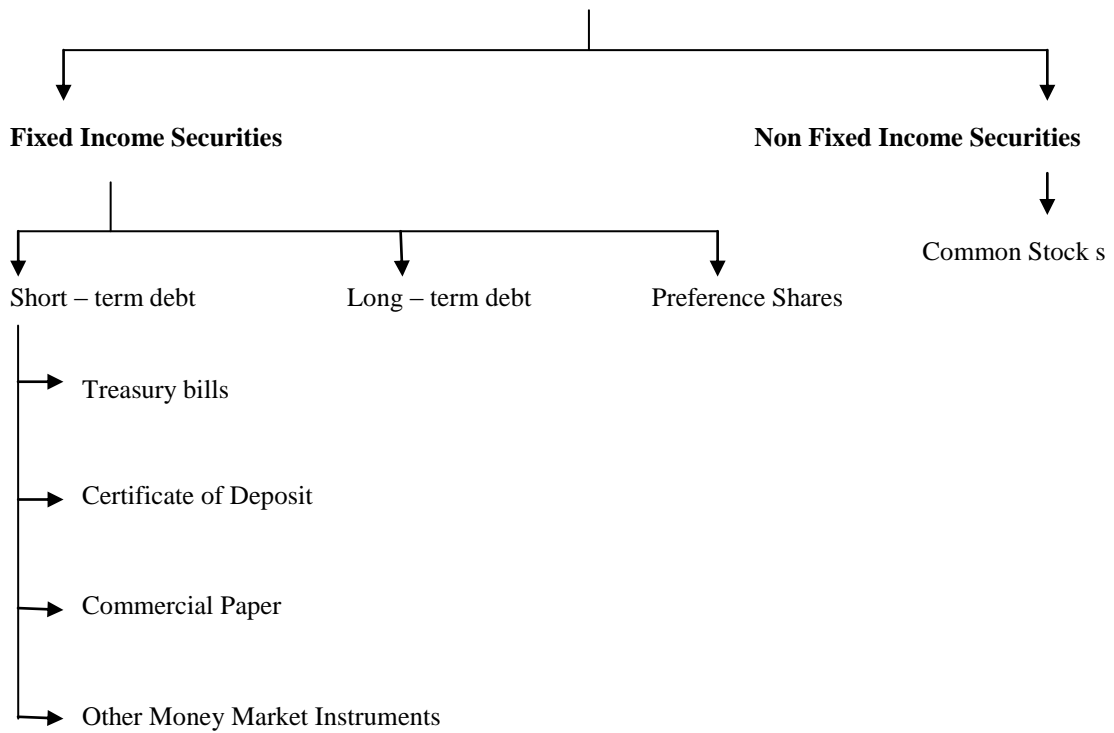 Fixed Income Securities
Non Fixed Income Securities
Common Stock s
Short – term debt
Long – term debt
Preference Shares
Treasury bills
Certificate of Deposit
Commercial Paper
Other Money Market Instruments